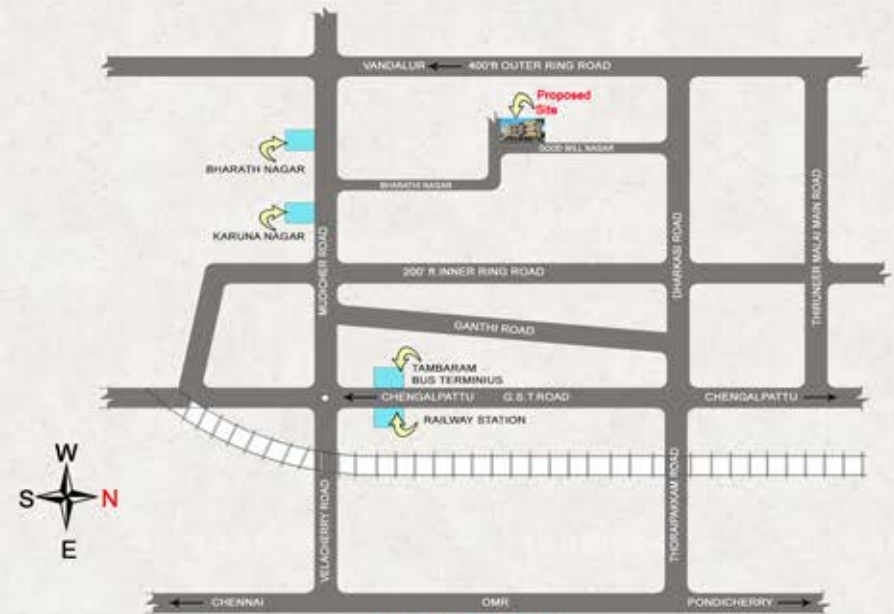 VANDALUR 400'ft OUTER RING ROAD
Proposed
Site
GOOD WILL NAGAR
BHARATH NAGAR
BHARATHI NAGAR
KARUNA NAGAR
MUDICHER ROAD
DHARKASI ROAD
THIRUNEER MALAI MAIN ROAD
200' ft INNER RING ROAD
GANTHI ROAD
TAMBARAM
BUS TERMINIUS
CHENGALPATTU G.S.T ROAD CHENGALPATTU
RAILWAY STATION
W
S N
E
VELACHERRY ROAD
THORAIPAKKAM ROAD
CHENNAI OMR PONDICHERRY